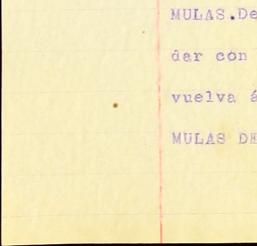 MULAS.De
dar con
vuelva á
MULAS DE